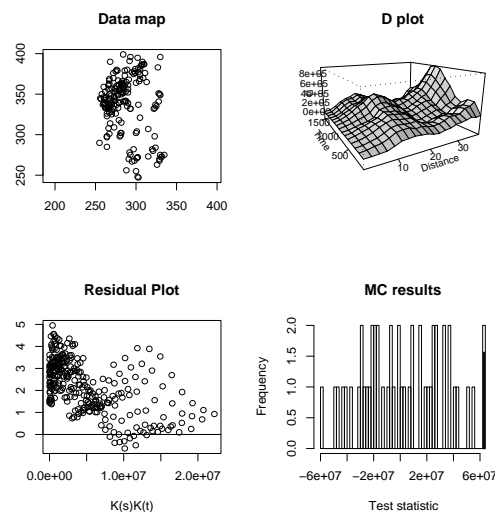 Data map
400
350
300
250
200 250 300 350 400
D plot
8e+05
6e+05
4e+05
2e+05
0e+00
1500
1000
500
Time
10 20 30
Distance
Residual Plot
5
4
3
2
1
0
0.0e+00 1.0e+07 2.0e+07
K(s)K(t)
MC results
Frequency
2.0
1.5
1.0
0.5
0.0
−6e+07 −2e+07 2e+07 6e+07
Test statistic